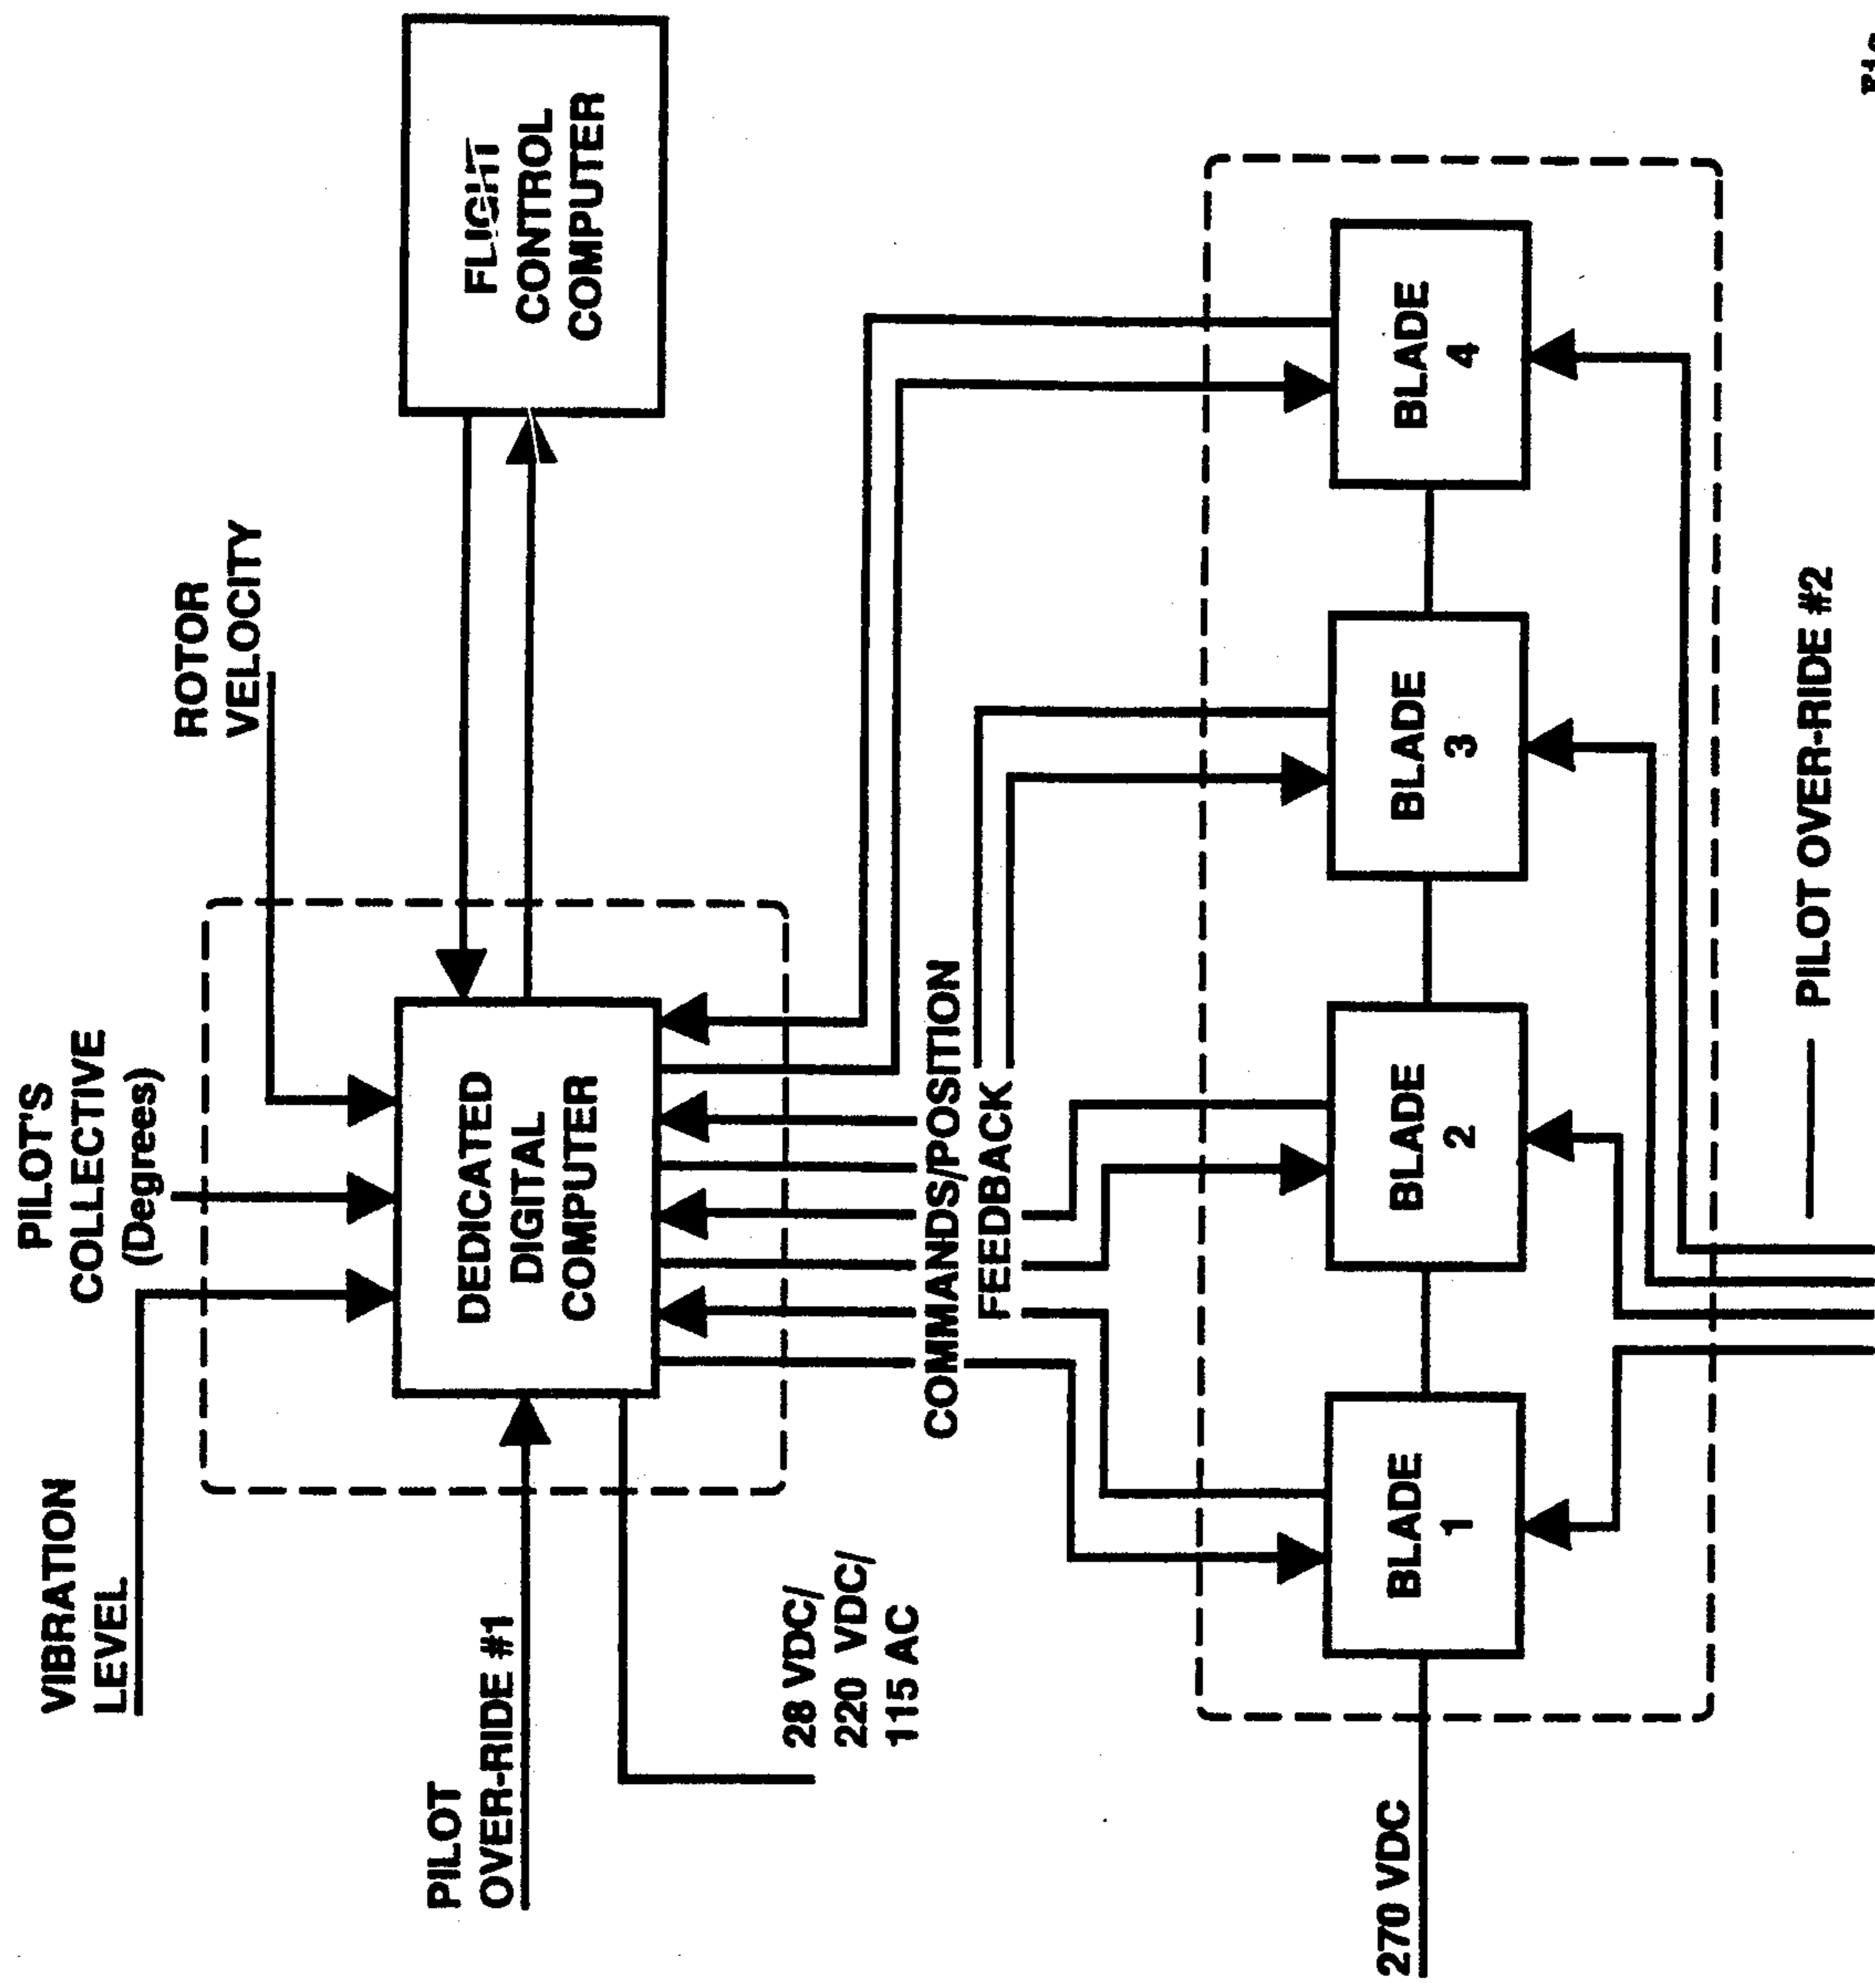 PILOT'S
COLLECTIVE
(Degrees)
VIBRATION
LEVEL
ROTOR
VELOCITY
PILOT
OVER-RIDE #1
DEDICATED
DIGITAL
COMPUTER
FLIGHT
CONTROL
COMPUTER
28 VDC/
220 VDC/
115 AC
COMMANDS/POSITION
FEEDBACK
270 VDC
BLADE
1
BLADE
2
BLADE
3
BLADE
4
PILOT OVER-RIDE #2